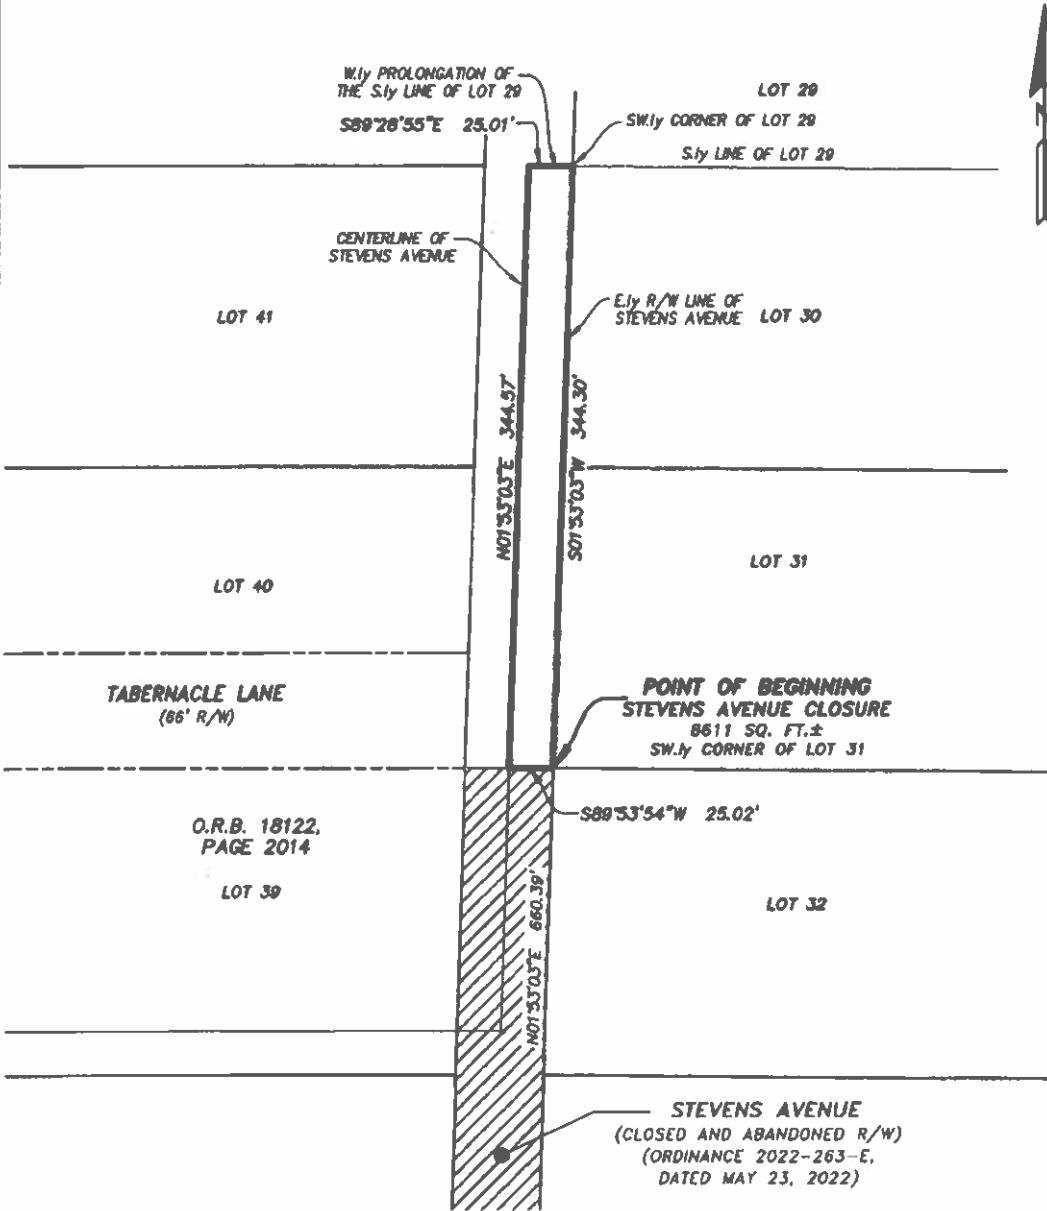 W.ly PROLONGATION OF
THE S.ly LINE OF LOT 29
S89°28'55"E 25.01'
LOT 29
SW.ly CORNER OF LOT 29
S.ly LINE OF LOT 29
N
CENTERLINE OF
STEVENS AVENUE
LOT 41
E.ly R/W LINE OF
STEVENS AVENUE
LOT 30
N01°53'03"E 344.57'
S01°53'03"W 344.30'
LOT 40
LOT 31
TABERNACLE LANE
(66' R/W)
POINT OF BEGINNING
STEVENS AVENUE CLOSURE
8611 SQ. FT.±
SW.ly CORNER OF LOT 31
S89°53'54"W 25.02'
O.R.B. 18122,
PAGE 2014
LOT 39
N01°53'03"E 660.39'
LOT 32
STEVENS AVENUE
(CLOSED AND ABANDONED R/W)
(ORDINANCE 2022-263-E,
DATED MAY 23, 2022)